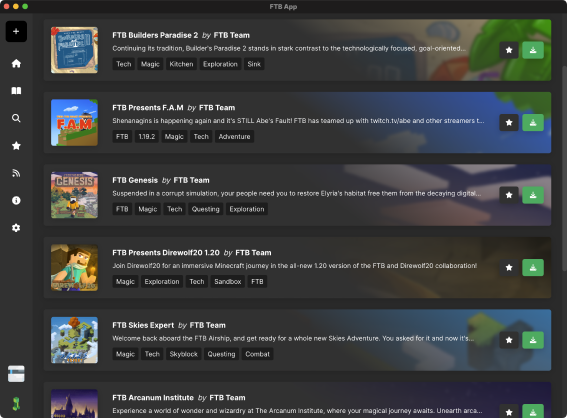 FTB App
FTB Builders Paradise 2 by FTB Team
Continuing its tradition, Builder's Paradise 2 stands in stark contrast to the technologically focused, goal-oriented...
Tech Magic Kitchen Exploration Sink
F.A.M
FTB Presents F.A.M by FTB Team
Shenanagins is happening again and it's STILL Abe's Fault! FTB has teamed up with twitch.tv/abe and other streamers t...
FTB 1.19.2 Magic Tech Adventure
GENESIS
FTB Genesis by FTB Team
Suspended in a corrupt simulation, your people need you to restore Elyria's habitat free them from the decaying digital...
FTB Magic Tech Questing Exploration
FTB Presents Direwolf20 1.20 by FTB Team
Join Direwolf20 for an immersive Minecraft journey in the all-new 1.20 version of the FTB and Direwolf20 collaboration!
Magic Exploration Tech Sandbox FTB
FTB Skies Expert by FTB Team
Welcome back aboard the FTB Airship, and get ready for a whole new Skies Adventure. You asked for it and now it's...
Magic Tech Skyblock Questing Combat
FTB Arcanum Institute by FTB Team
Experience a world of wonder and wizardry at The Arcanum Institute, where your magical journey awaits. Unearth arca...